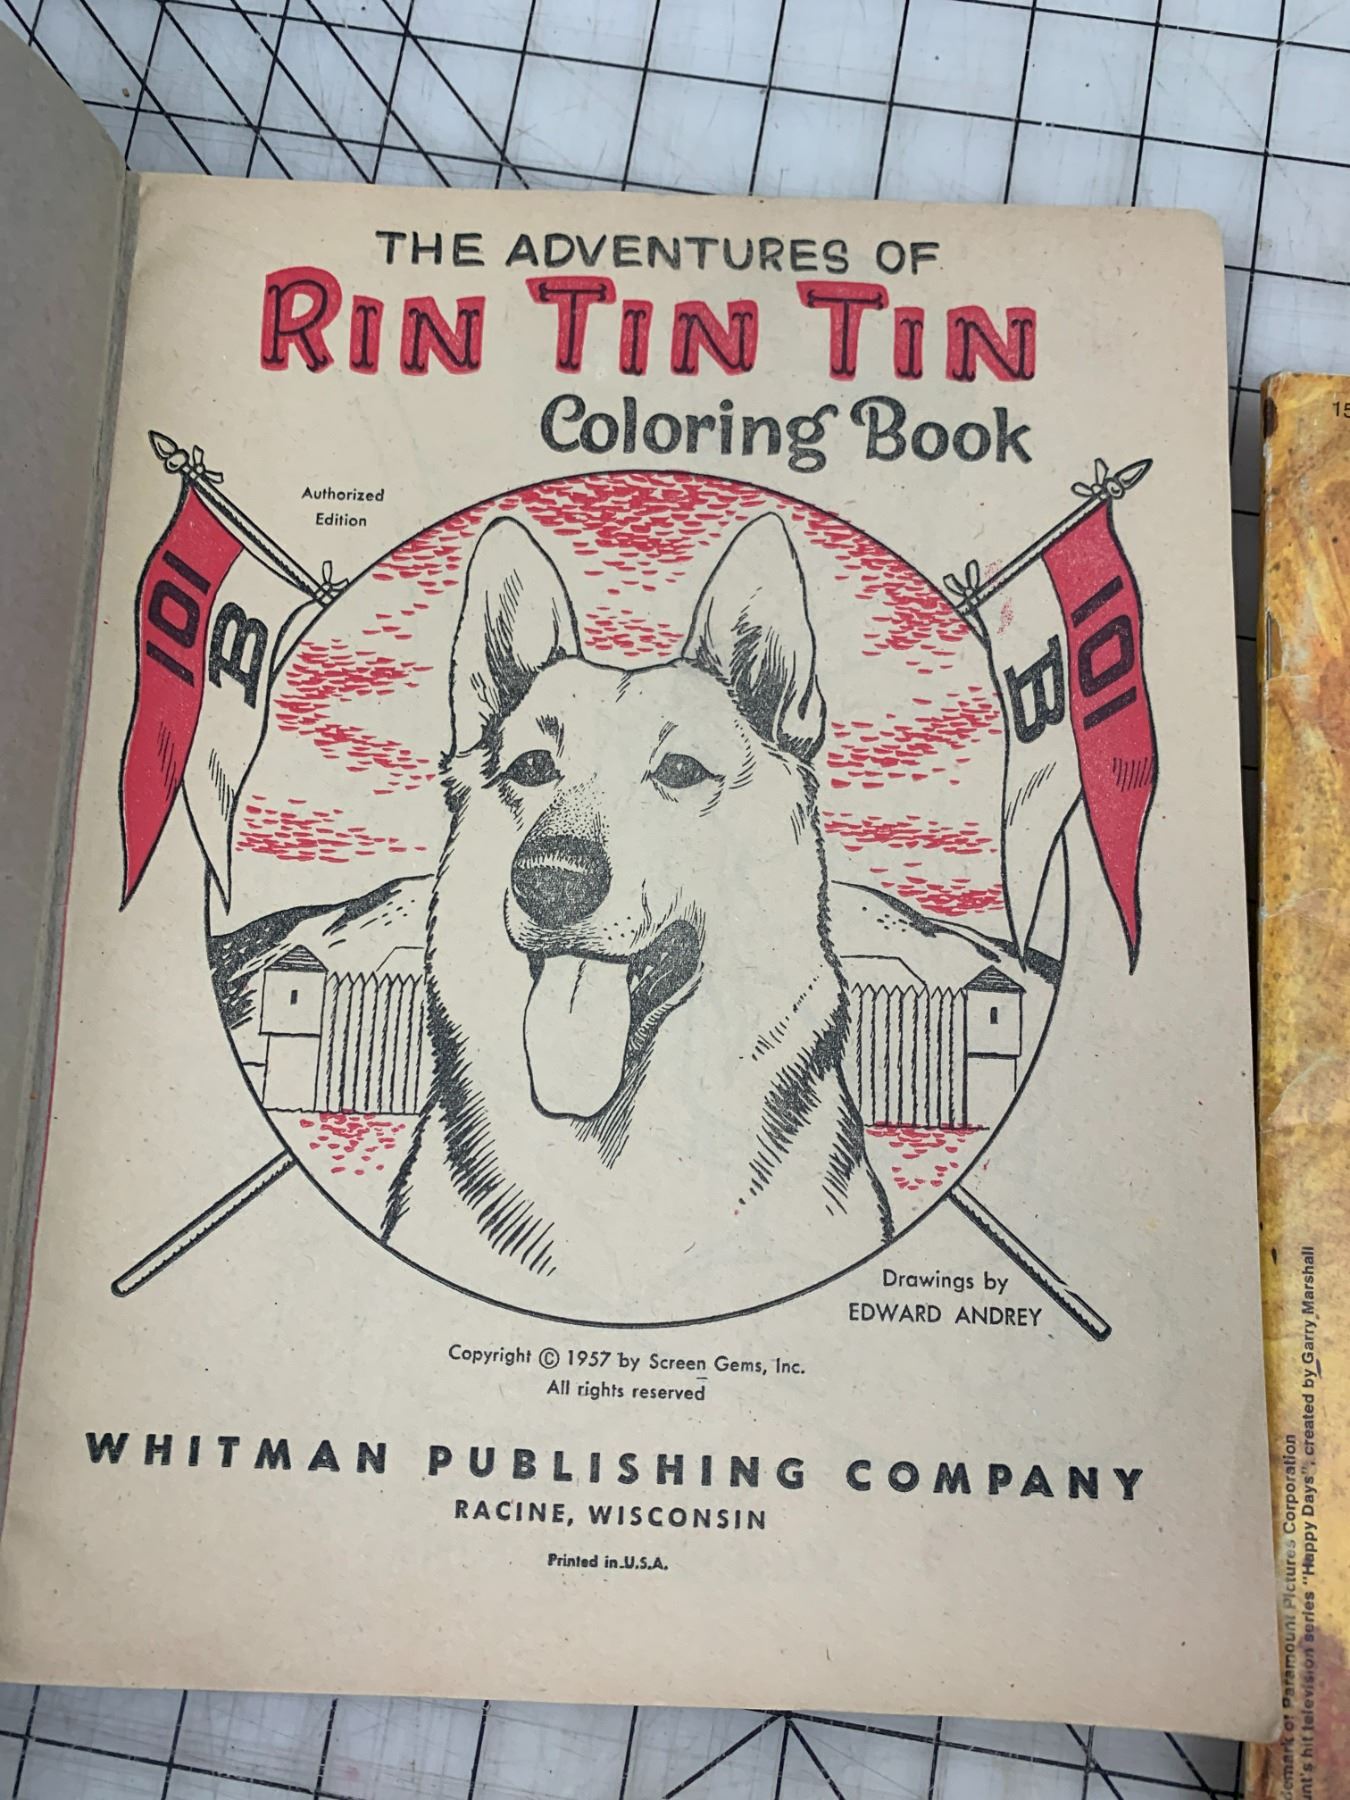 THE ADVENTURES OF
RIN TIN TIN
Coloring Book
Authorized
Edition
101
B
101
B
Drawings by
EDWARD ANDREY
Copyright © 1957 by Screen Gems, Inc.
All rights reserved
WHITMAN PUBLISHING COMPANY
RACINE, WISCONSIN
Printed in U.S.A.
15
of Paramount Pictures Corporation
hit television series "Happy Days", created by Garry Marshall